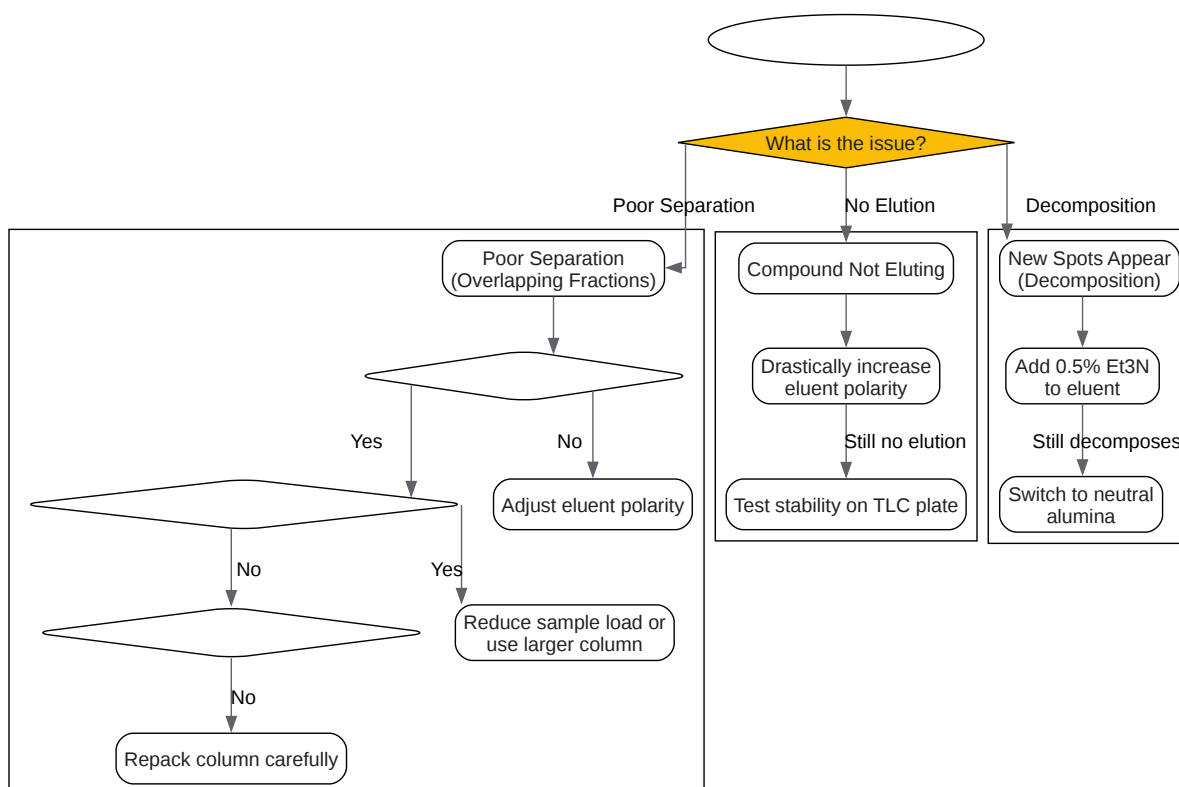 What is the issue?
Poor Separation
No Elution
Decomposition
Poor Separation
(Overlapping Fractions)
Compound Not Eluting
New Spots Appear
(Decomposition)
Drastically increase
eluent polarity
Add 0.5% Et3N
to eluent
Yes
No
Still no elution
Still decomposes
Adjust eluent polarity
Test stability on TLC plate
Switch to neutral
alumina
No
Yes
Reduce sample load or
use larger column
No
Repack column carefully